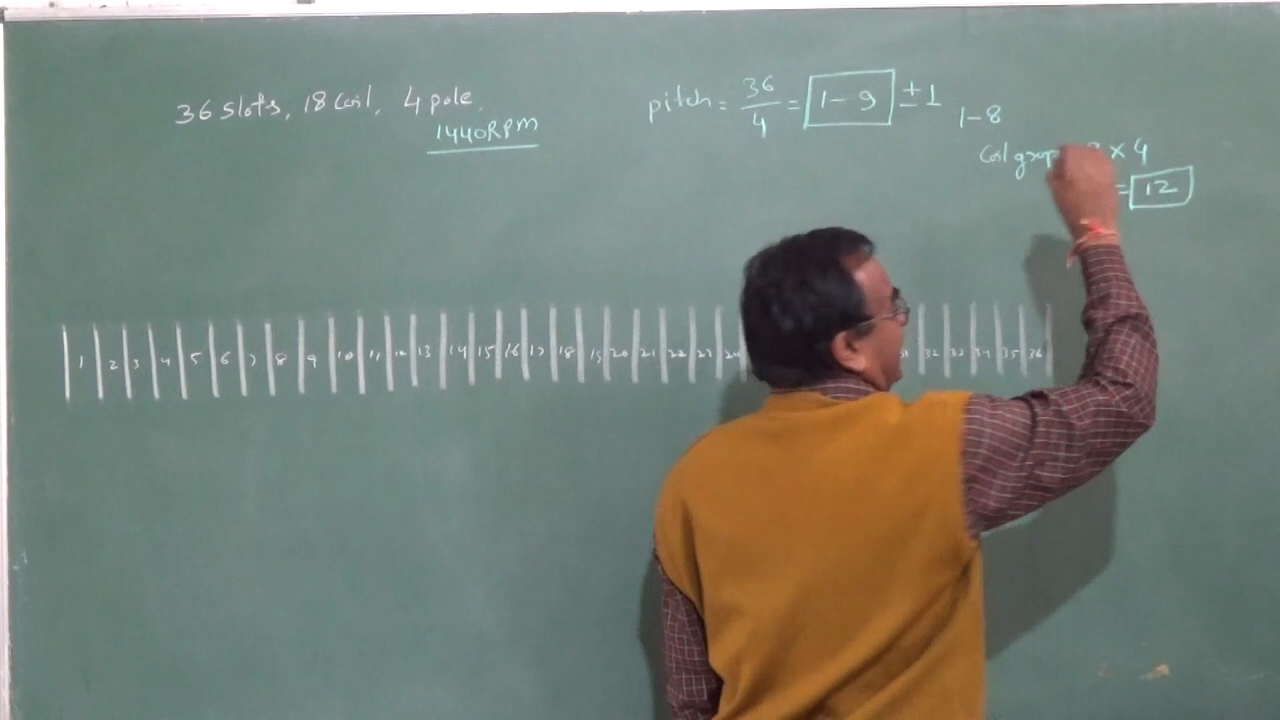 36 Slots, 18 Coil, 4 pole.
1440RPM
pitch = 36/4 = 1-9 ±1
1-8
Coil group × 4
= 12
1 2 3 4 5 6 7 8 9 10 11 12 13 14 15 16 17 18 19 20 21 22 23 24 31 32 33 34 35 36